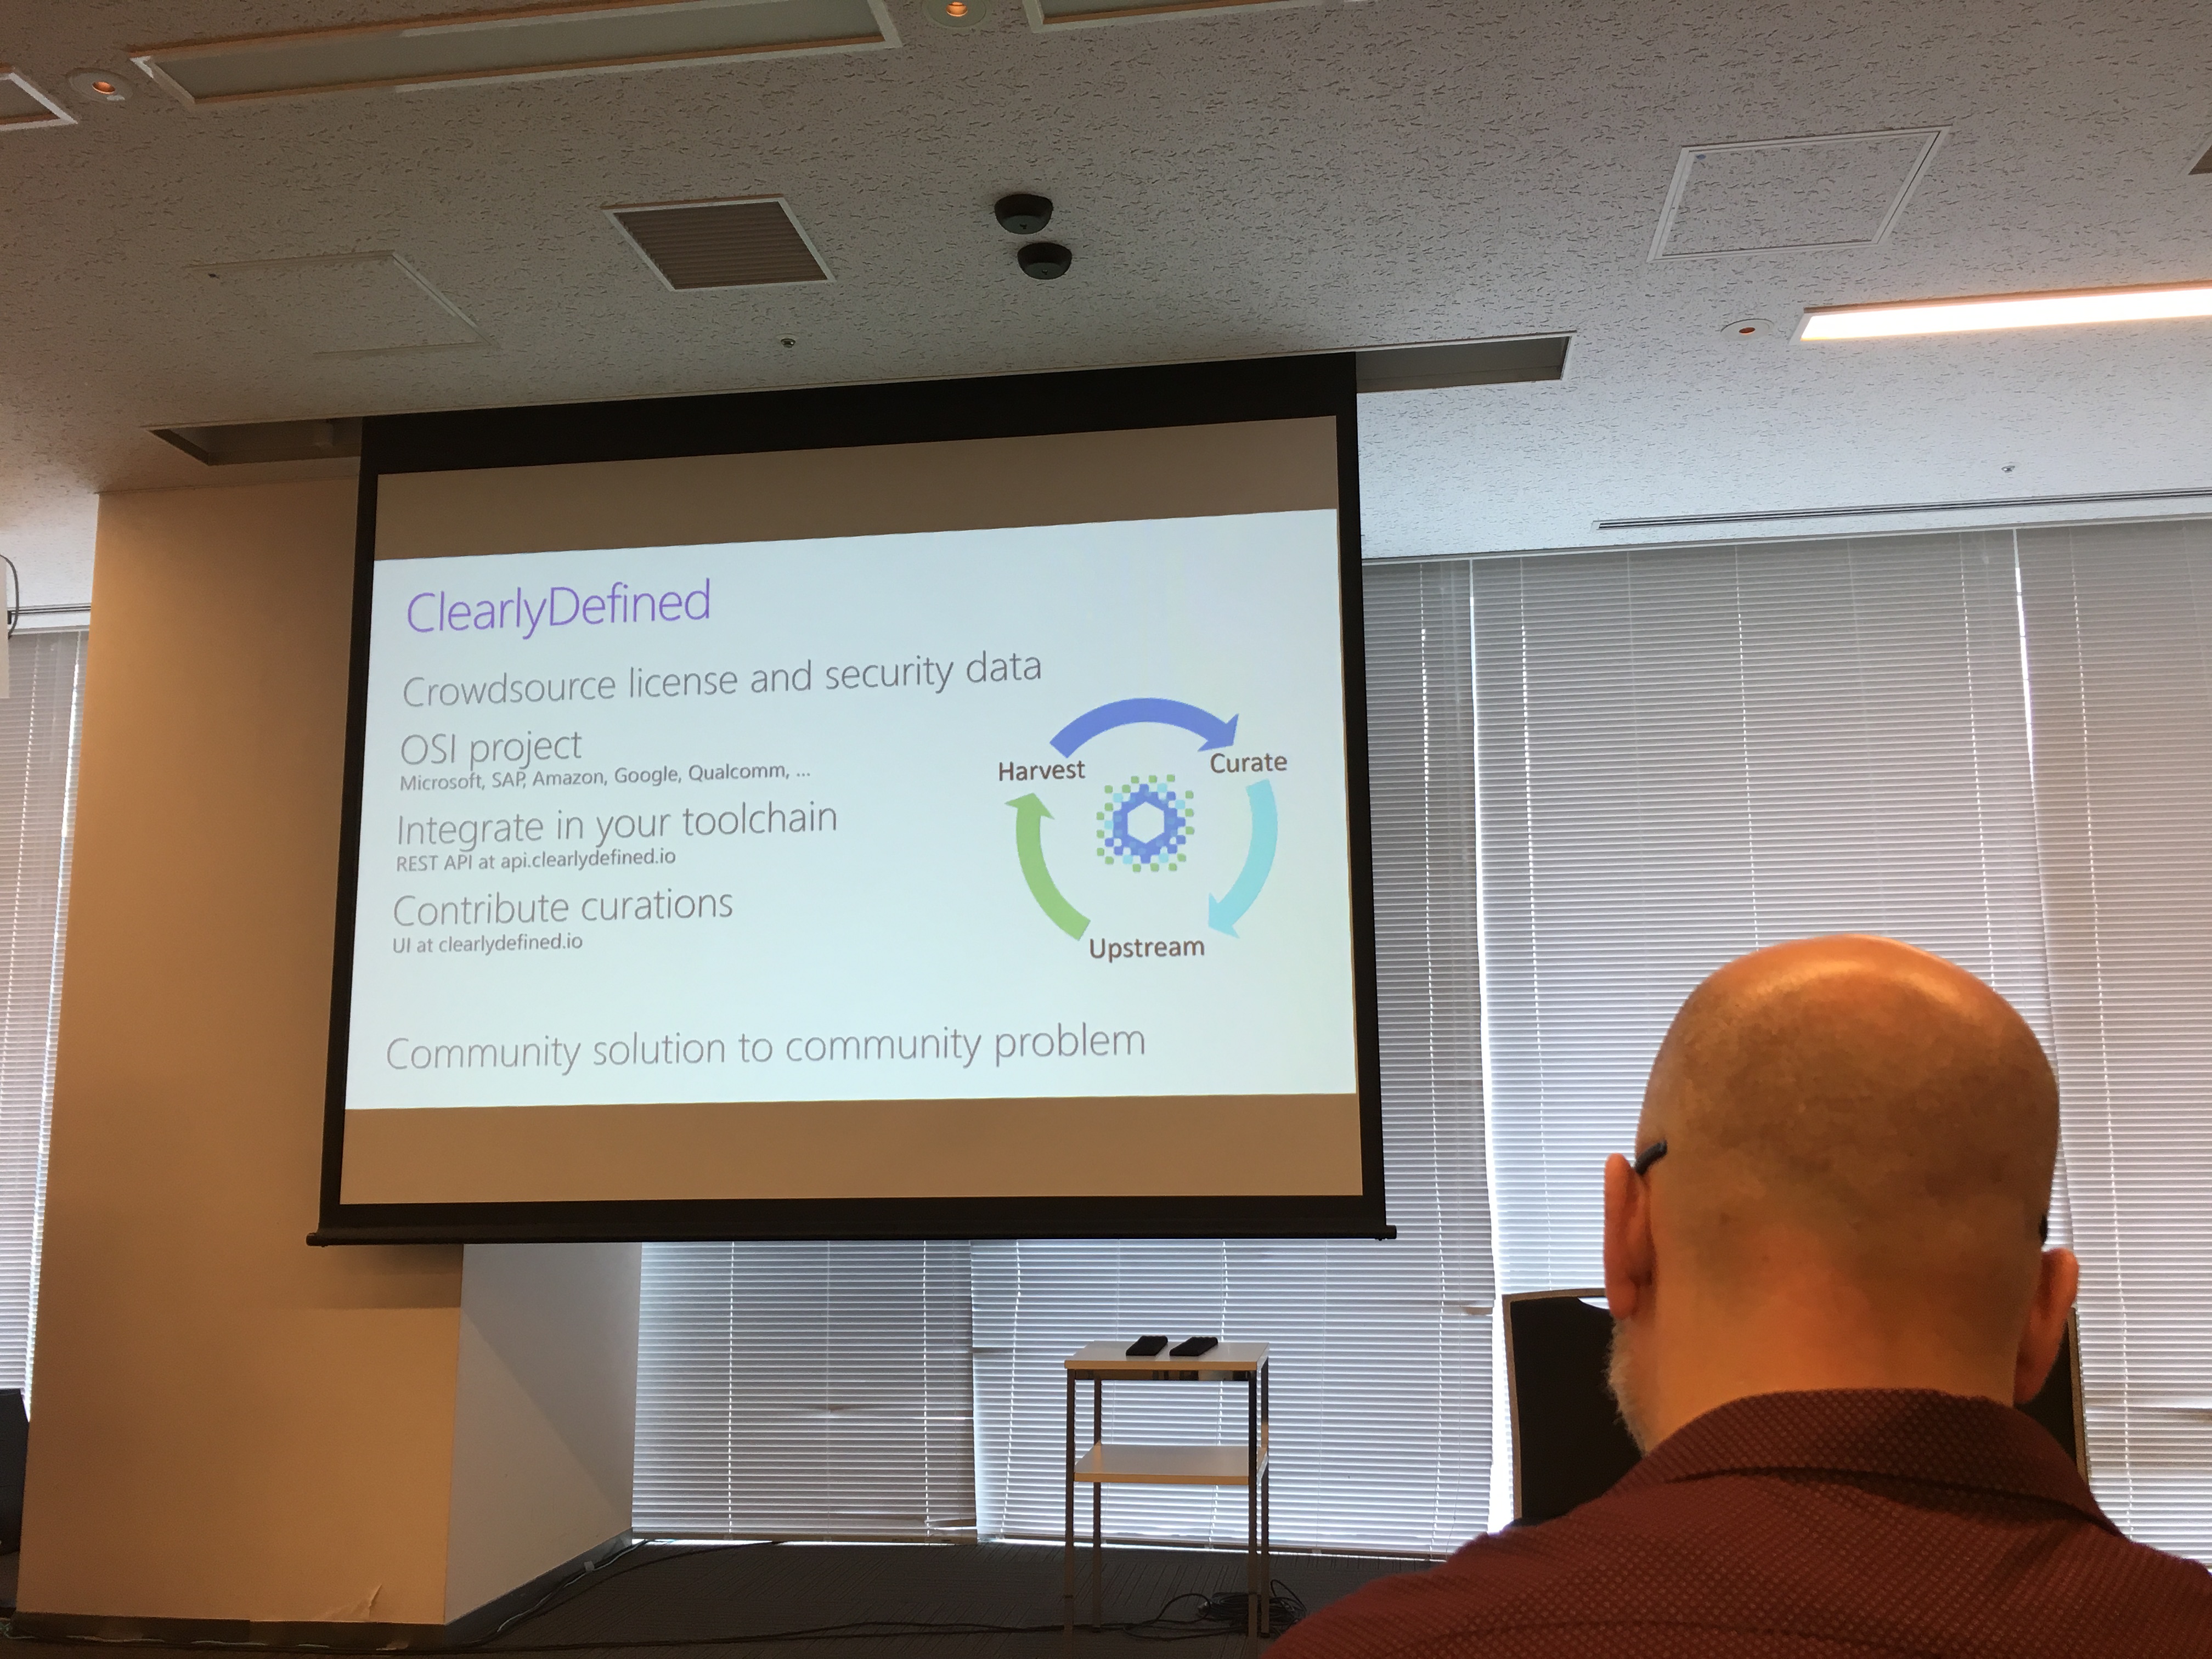 ClearlyDefined
Crowdsource license and security data
OSI project
Microsoft, SAP, Amazon, Google, Qualcomm, ...
Integrate in your toolchain
REST API at api.clearlydefined.io
Contribute curations
UI at clearlydefined.io
Harvest
Curate
Upstream
Community solution to community problem